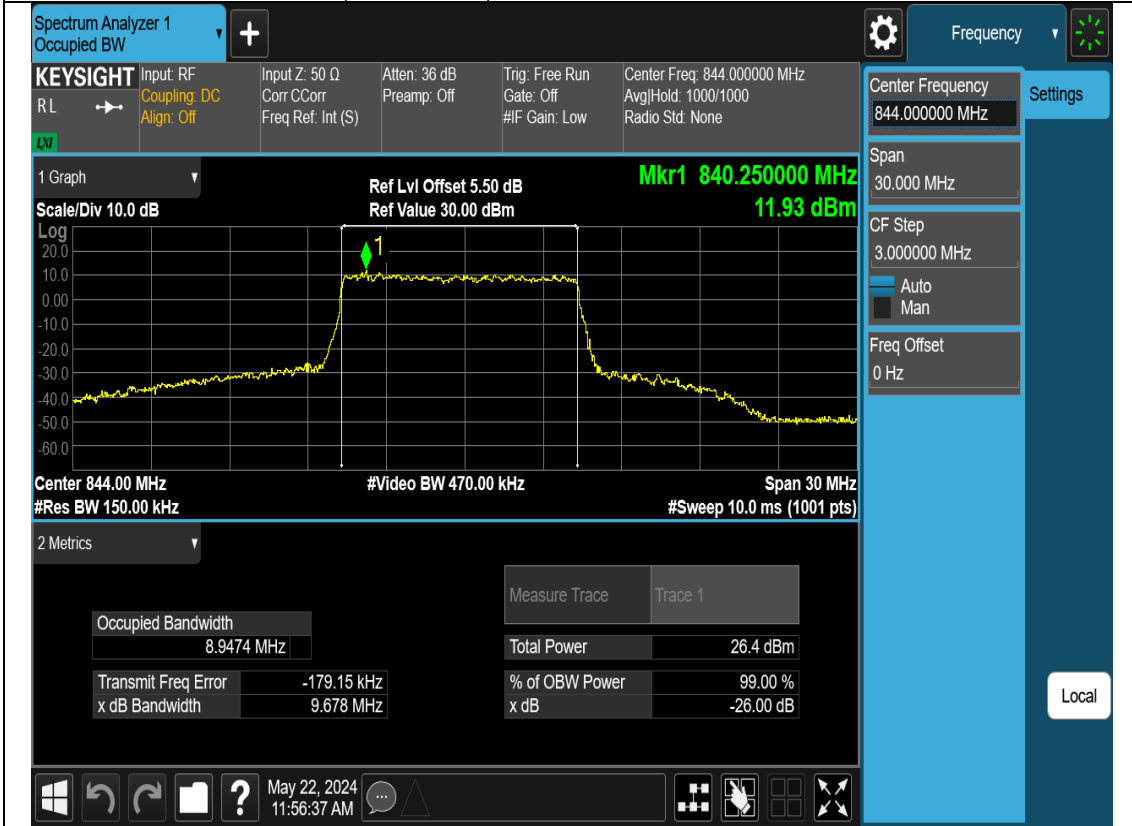 Spectrum Analyzer 1
Occupied BW
▼
+
Frequency
▼
KEYSIGHT
RL
LXI
Input: RF
Coupling: DC
Align: Off
Input Z: 50 Ω
Corr CCorr
Freq Ref: Int (S)
Atten: 36 dB
Preamp: Off
Trig: Free Run
Gate: Off
#IF Gain: Low
Center Freq: 844.000000 MHz
Avg|Hold: 1000/1000
Radio Std: None
Center Frequency
844.000000 MHz
Settings
Span
30.000 MHz
CF Step
3.000000 MHz
Auto
Man
Freq Offset
0 Hz
Local
1 Graph ▼
Ref Lvl Offset 5.50 dB
Mkr1 840.250000 MHz
Scale/Div 10.0 dB
Ref Value 30.00 dBm
11.93 dBm
Log
1
20.0
10.0
0.00
-10.0
-20.0
-30.0
-40.0
-50.0
-60.0
Center 844.00 MHz
#Video BW 470.00 kHz
Span 30 MHz
#Res BW 150.00 kHz
#Sweep 10.0 ms (1001 pts)
2 Metrics ▼
Measure Trace Trace 1
Occupied Bandwidth
8.9474 MHz
Total Power 26.4 dBm
Transmit Freq Error -179.15 kHz
% of OBW Power 99.00 %
x dB Bandwidth 9.678 MHz
x dB -26.00 dB
?
May 22, 2024
11:56:37 AM